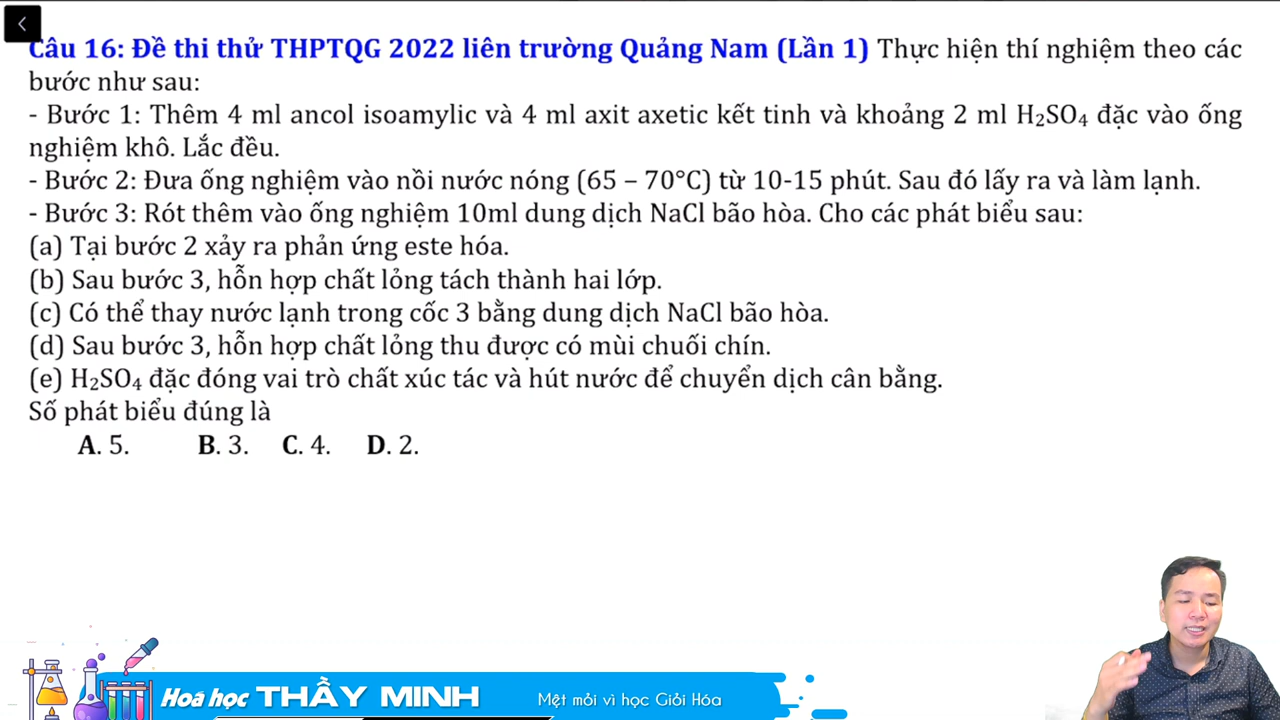 Câu 16: Đề thi thử THPTQG 2022 liên trường Quảng Nam (Lần 1) Thực hiện thí nghiệm theo các
bước như sau:
- Bước 1: Thêm 4 ml ancol isoamylic và 4 ml axit axetic kết tinh và khoảng 2 ml H₂SO₄ đặc vào ống
nghiệm khô. Lắc đều.
- Bước 2: Đưa ống nghiệm vào nồi nước nóng (65 – 70°C) từ 10-15 phút. Sau đó lấy ra và làm lạnh.
- Bước 3: Rót thêm vào ống nghiệm 10ml dung dịch NaCl bão hòa. Cho các phát biểu sau:
(a) Tại bước 2 xảy ra phản ứng este hóa.
(b) Sau bước 3, hỗn hợp chất lỏng tách thành hai lớp.
(c) Có thể thay nước lạnh trong cốc 3 bằng dung dịch NaCl bão hòa.
(d) Sau bước 3, hỗn hợp chất lỏng thu được có mùi chuối chín.
(e) H₂SO₄ đặc đóng vai trò chất xúc tác và hút nước để chuyển dịch cân bằng.
Số phát biểu đúng là
A. 5. B. 3. C. 4. D. 2.
Hoá học THẦY MINH Mệt mỏi vì học Giỏi Hóa